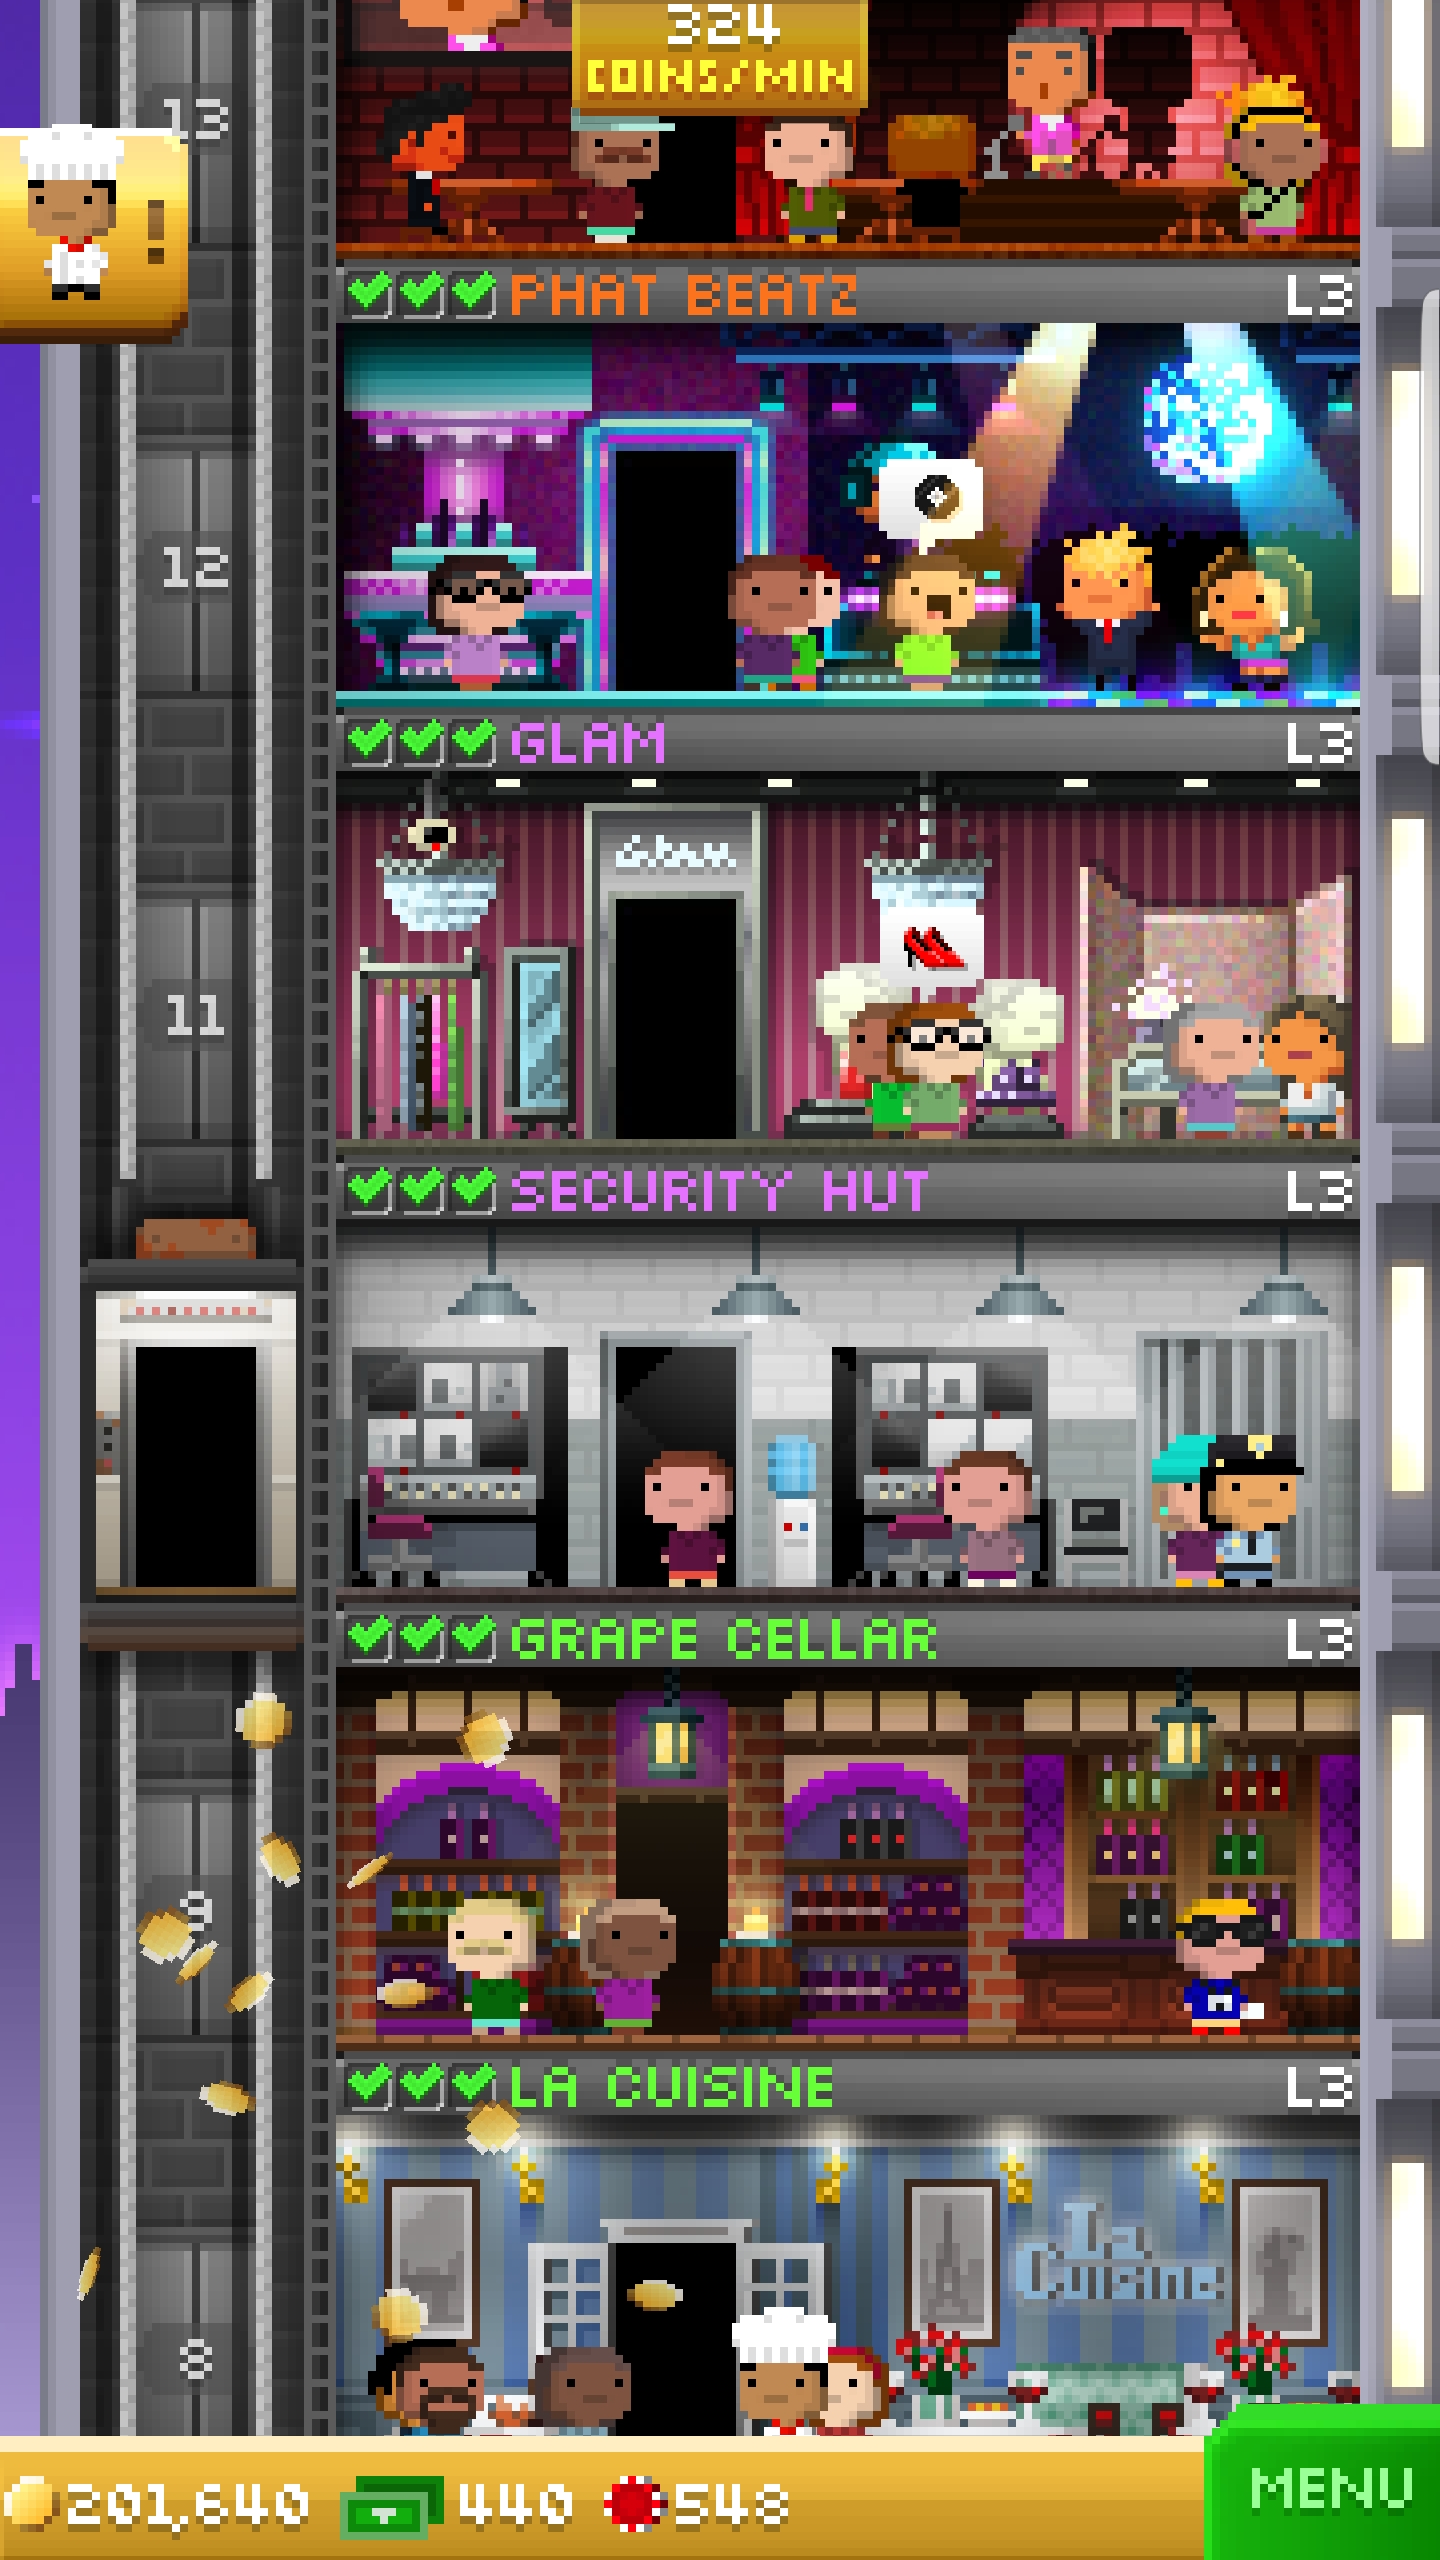 324
COINS/MIN
13
!
PHAT BEATZ L3
12
GLAM L3
Glam
11
SECURITY HUT L3
GRAPE CELLAR L3
9
LA CUISINE L3
La
Cuisine
8
201,640 440 548
MENU